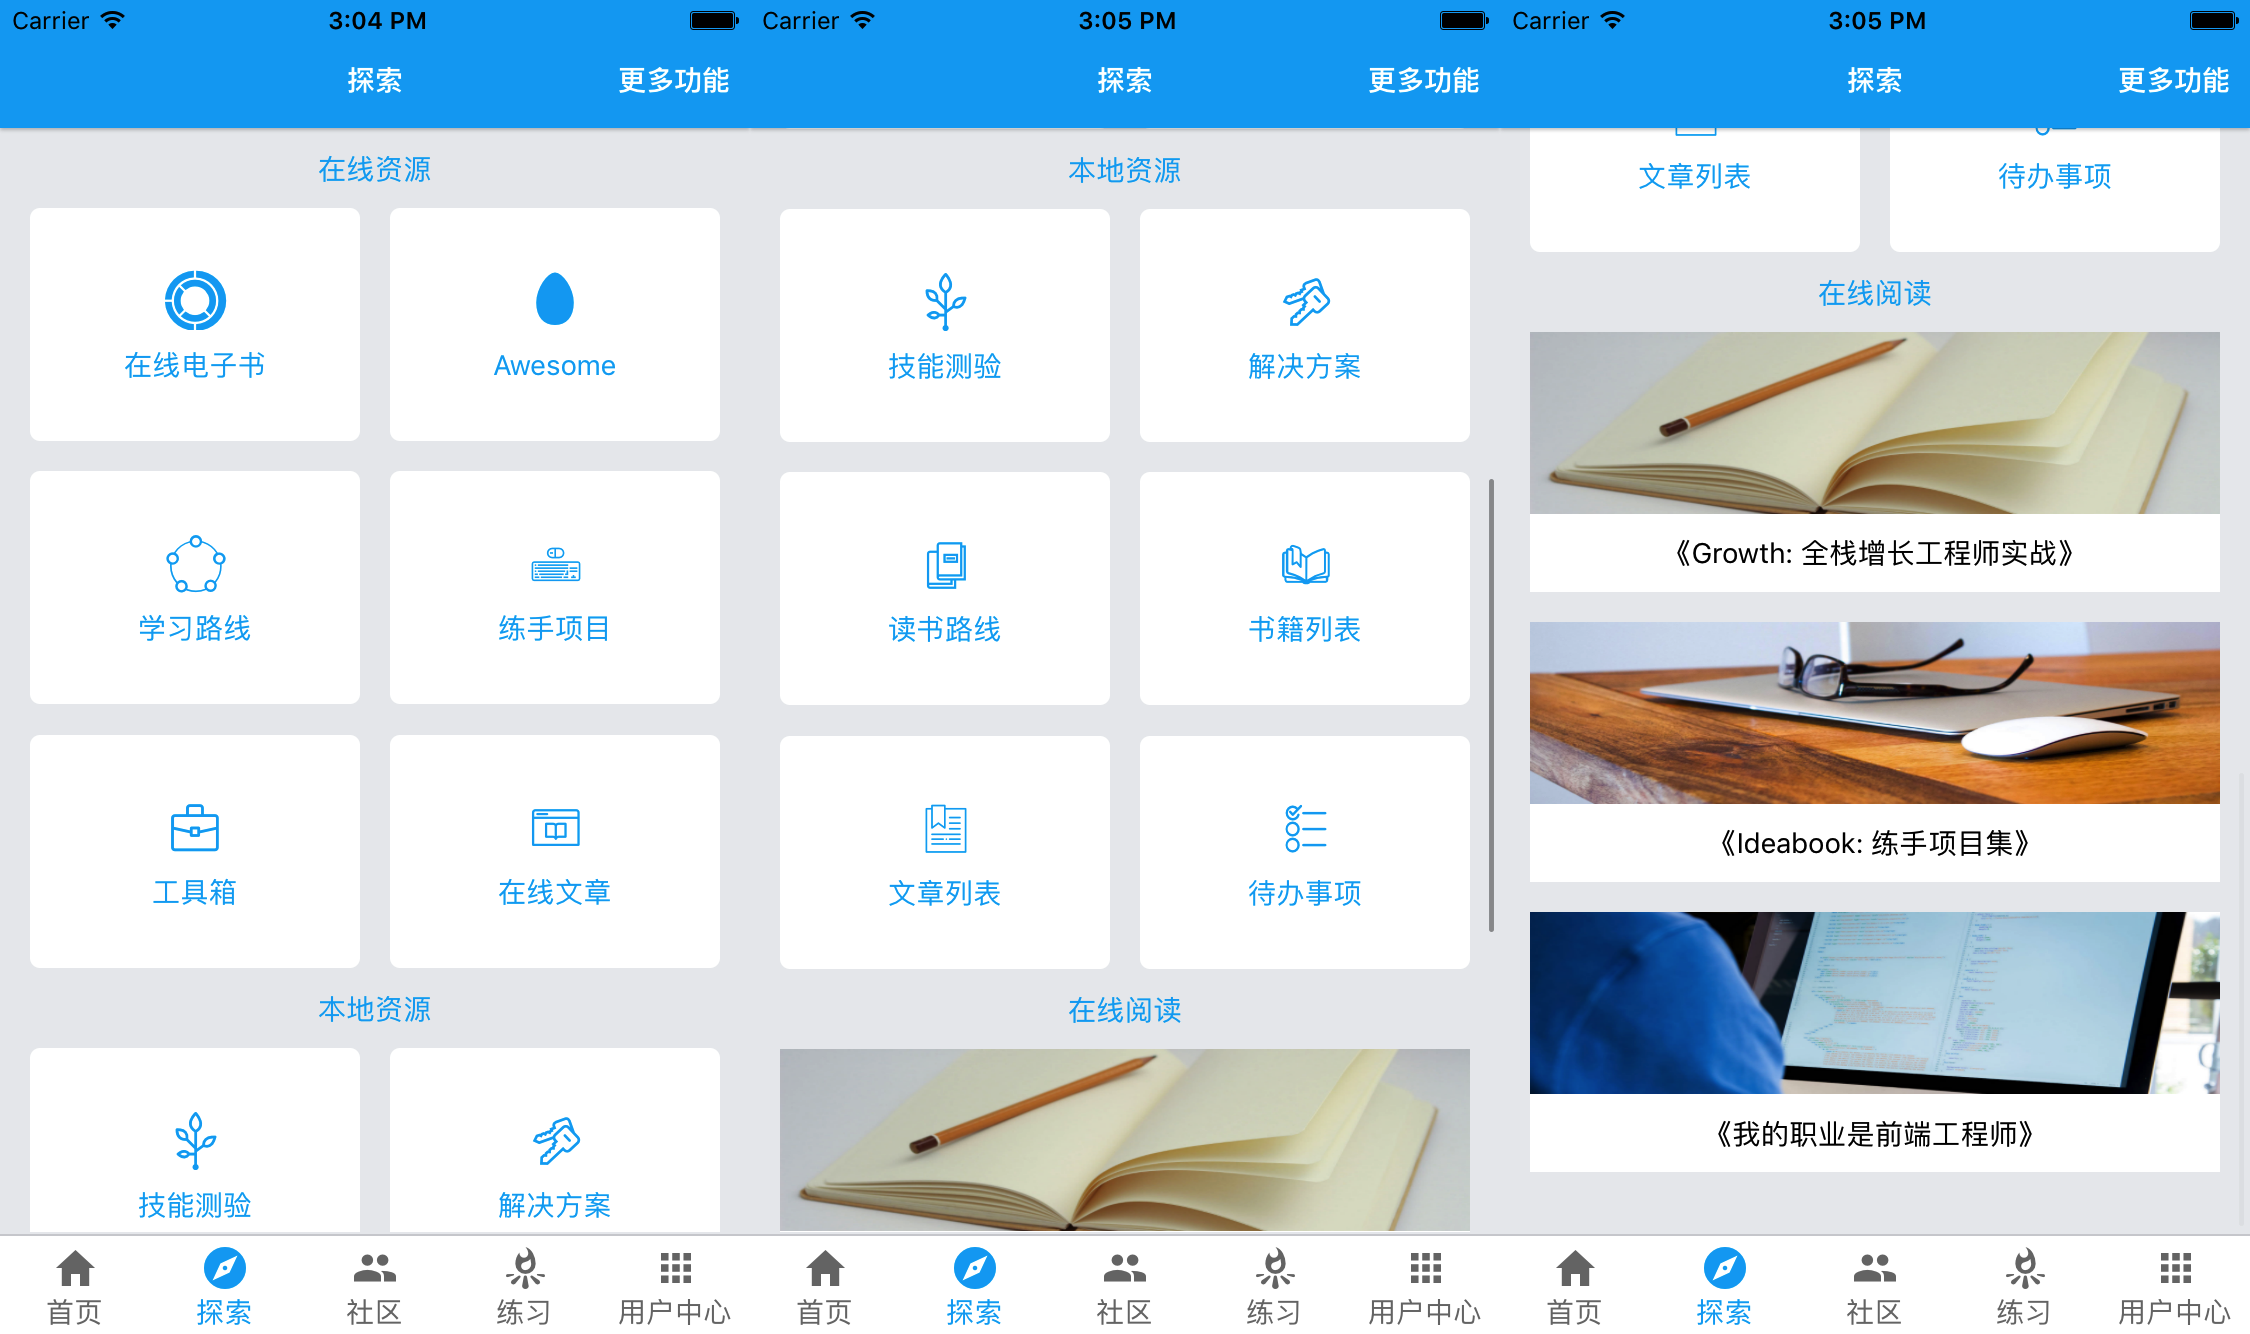 Carrier 3:04 PM
探索 更多功能
在线资源
在线电子书 Awesome
学习路线 练手项目
工具箱 在线文章
本地资源
技能测验 解决方案
首页 探索 社区 练习 用户中心
Carrier 3:05 PM
探索 更多功能
本地资源
技能测验 解决方案
读书路线 书籍列表
文章列表 待办事项
在线阅读
首页 探索 社区 练习 用户中心
Carrier 3:05 PM
探索 更多功能
文章列表 待办事项
在线阅读
《Growth: 全栈增长工程师实战》
《Ideabook: 练手项目集》
《我的职业是前端工程师》
首页 探索 社区 练习 用户中心